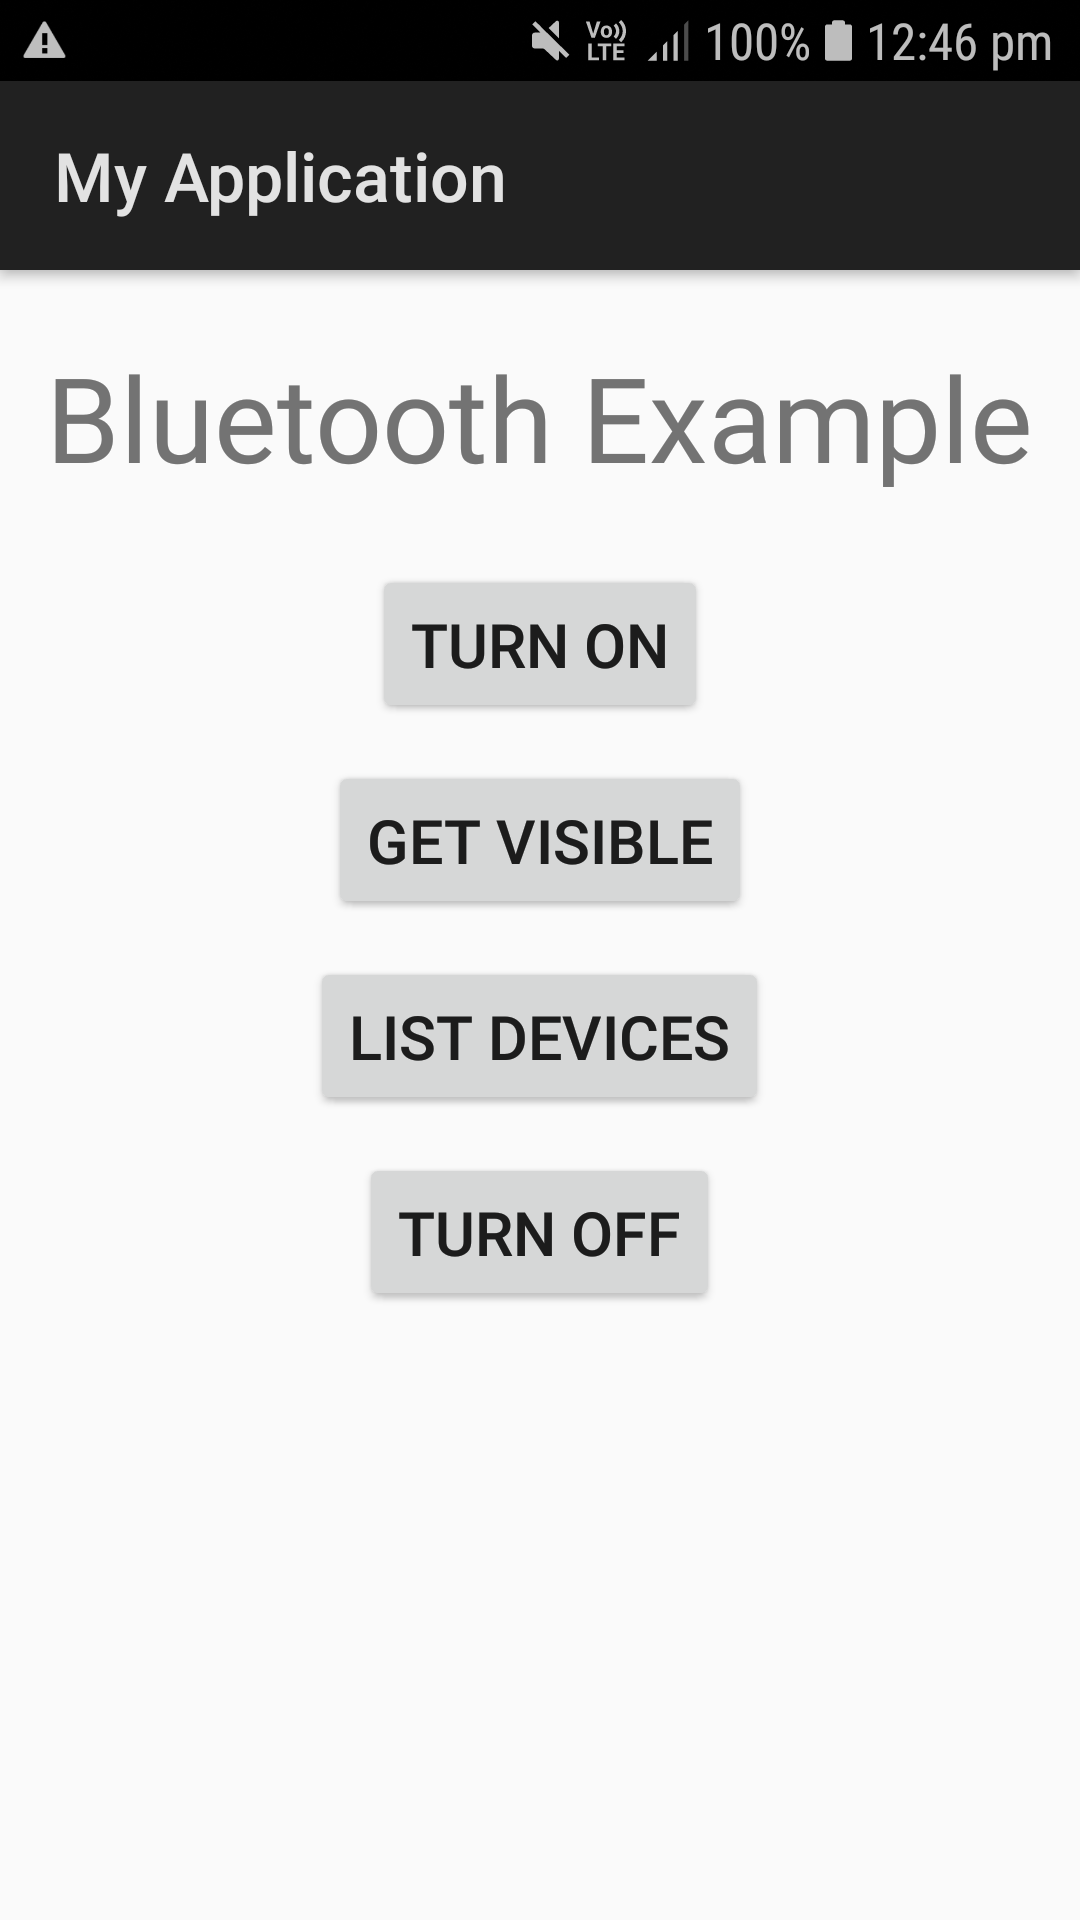 Vo)) LTE 100% 12:46 pm
My Application
Bluetooth Example
TURN ON
GET VISIBLE
LIST DEVICES
TURN OFF